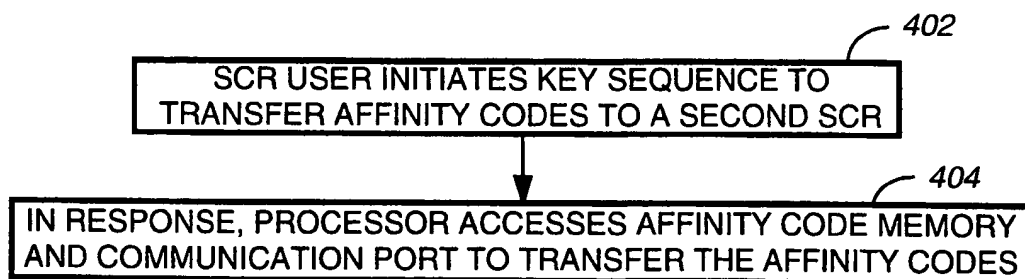 402
SCR USER INITIATES KEY SEQUENCE TO
TRANSFER AFFINITY CODES TO A SECOND SCR
404
IN RESPONSE, PROCESSOR ACCESSES AFFINITY CODE MEMORY
AND COMMUNICATION PORT TO TRANSFER THE AFFINITY CODES